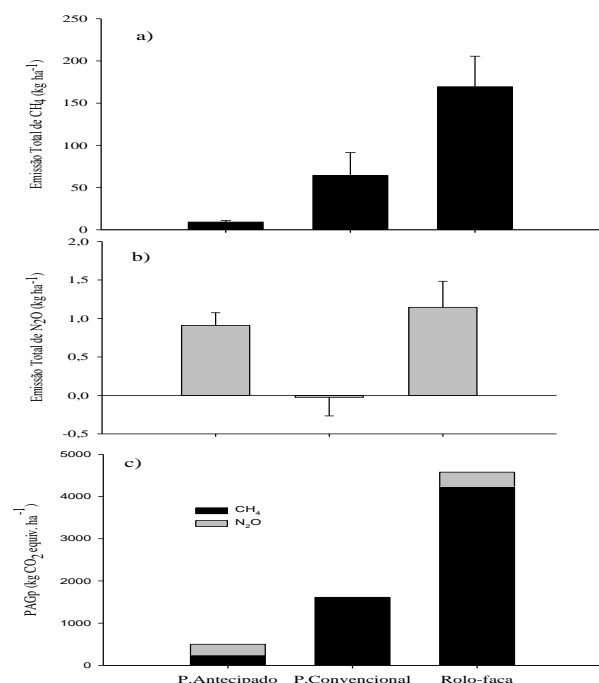 a)
Emissão Total de CH4 (kg ha-1)
250
200
150
100
50
0
b)
Emissão Total de N2O (kg ha-1)
2,0
1,5
1,0
0,5
0,0
-0,5
c)
PAGp (kg CO2 equiv. ha-1)
5000
4000
3000
2000
1000
0
CH4
N2O
P.Antecipado P.Convencional Rolo-faca